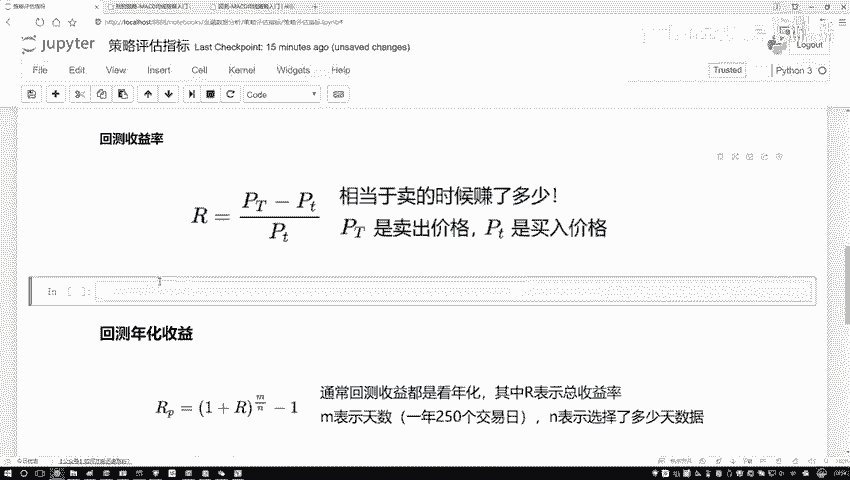 策略评估指标
jupyter 策略评估指标 Last Checkpoint: 15 minutes ago (unsaved changes)
Logout
File Edit View Insert Cell Kernel Widgets Help
Trusted Python 3
Code
回测收益率
R = \frac{P_T - P_t}{P_t}
相当于卖的时候赚了多少!
P_T 是卖出价格, P_t 是买入价格
In [ ]:
回测年化收益
R_p = (1 + R)^{\frac{m}{n}} - 1
通常回测收益都是看年化，其中R表示总收益率
m表示天数（一年250个交易日），n表示选择了多少天数据